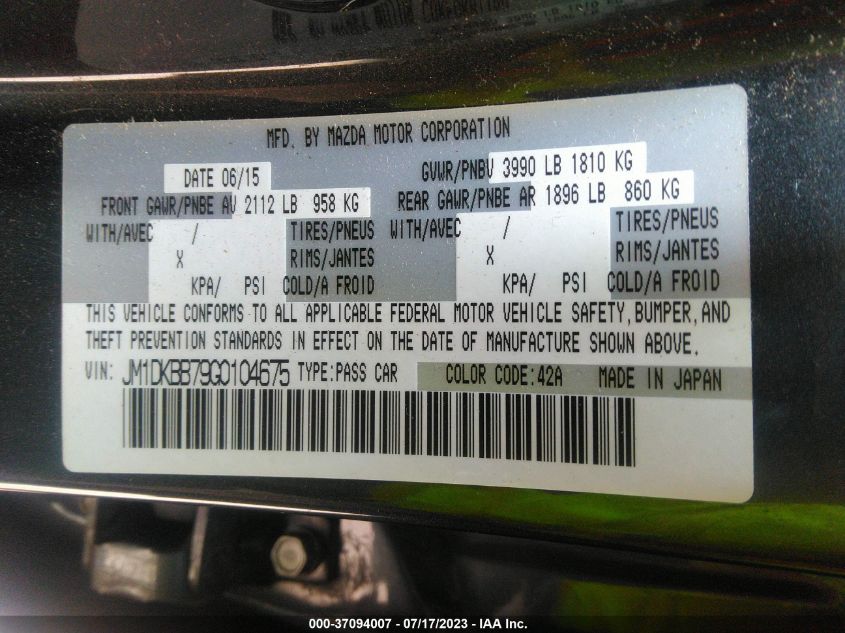 MFD. BY MAZDA MOTOR CORPORATION
DATE 06/15 GVWR/PNBV 3990 LB 1810 KG
FRONT GAWR/PNBE AV 2112 LB 958 KG REAR GAWR/PNBE AR 1896 LB 860 KG
WITH/AVEC / TIRES/PNEUS WITH/AVEC / TIRES/PNEUS
X RIMS/JANTES X RIMS/JANTES
KPA/ PSI COLD/A FROID KPA/ PSI COLD/A FROID
THIS VEHICLE CONFORMS TO ALL APPLICABLE FEDERAL MOTOR VEHICLE SAFETY, BUMPER, AND
THEFT PREVENTION STANDARDS IN EFFECT ON THE DATE OF MANUFACTURE SHOWN ABOVE.
VIN: JM1DKBB79G0104675 TYPE:PASS CAR COLOR CODE:42A MADE IN JAPAN
000-37094007 - 07/17/2023 - IAA Inc.